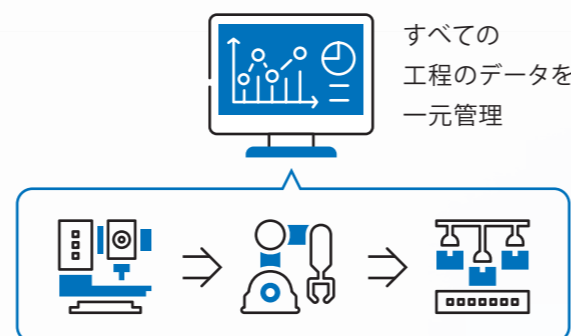 すべての
工程のデータを
一元管理